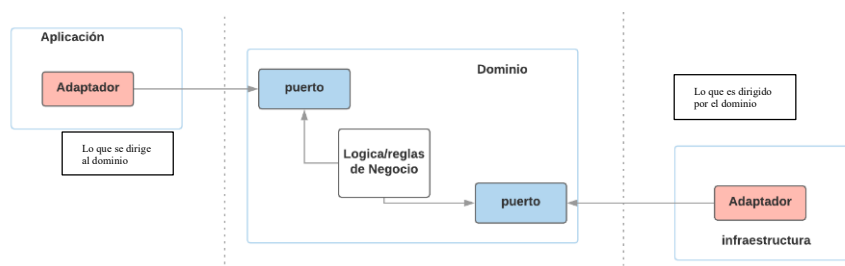 Aplicación
Adaptador
Lo que se dirige
al dominio
puerto
Dominio
Logica/reglas
de Negocio
puerto
Lo que es dirigido
por el dominio
Adaptador
infraestructura